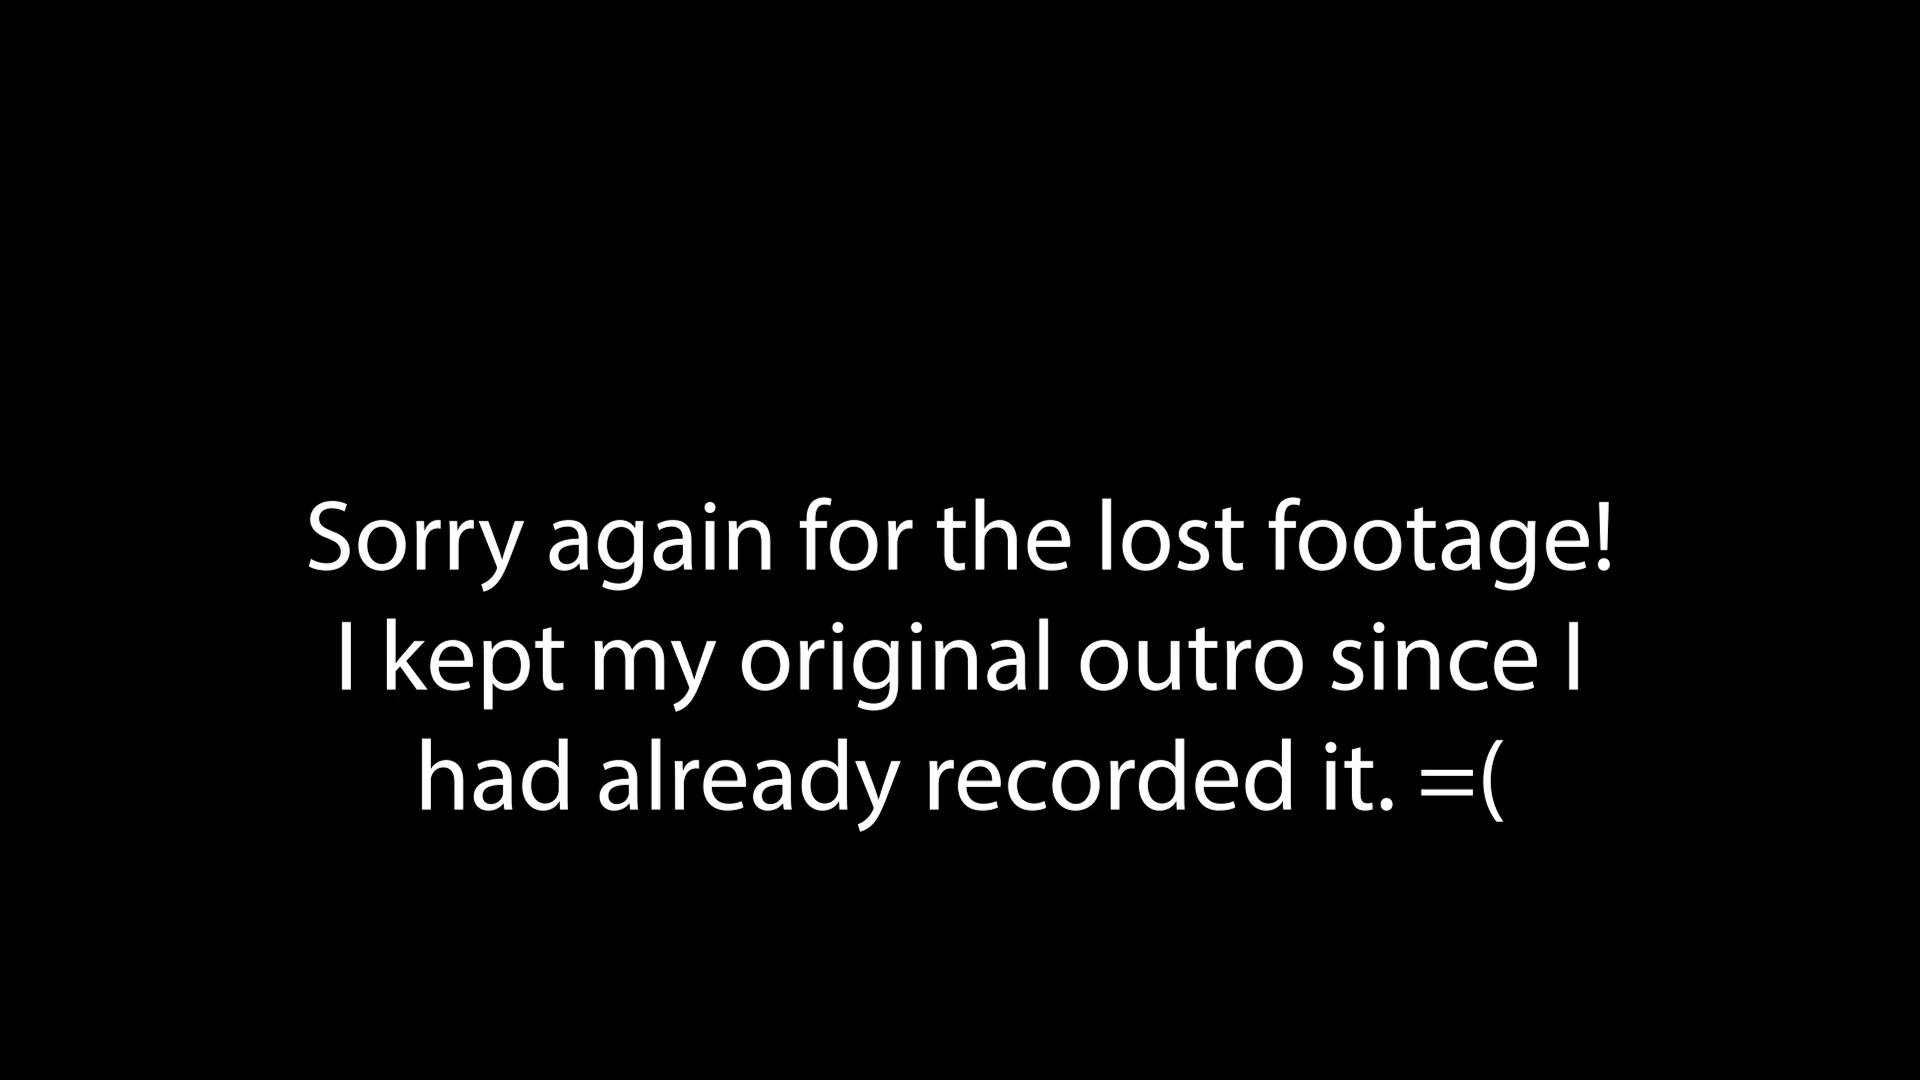 Sorry again for the lost footage!
I kept my original outro since I
had already recorded it. =(